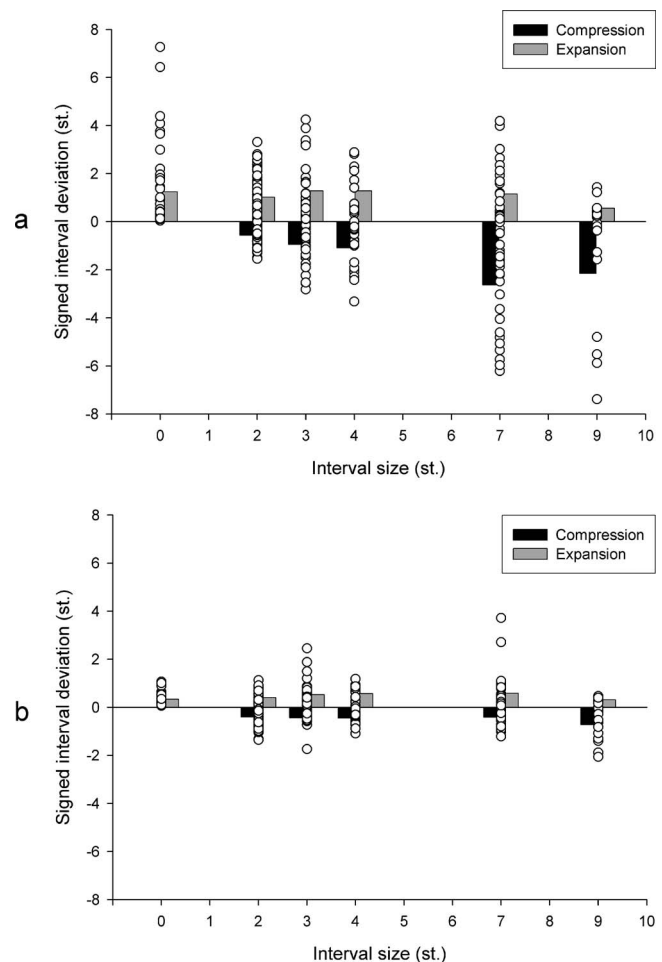 a
Compression
Expansion
Signed interval deviation (st.)
8
6
4
2
0
-2
-4
-6
-8
0 1 2 3 4 5 6 7 8 9 10
Interval size (st.)
b
Compression
Expansion
Signed interval deviation (st.)
8
6
4
2
0
-2
-4
-6
-8
0 1 2 3 4 5 6 7 8 9 10
Interval size (st.)